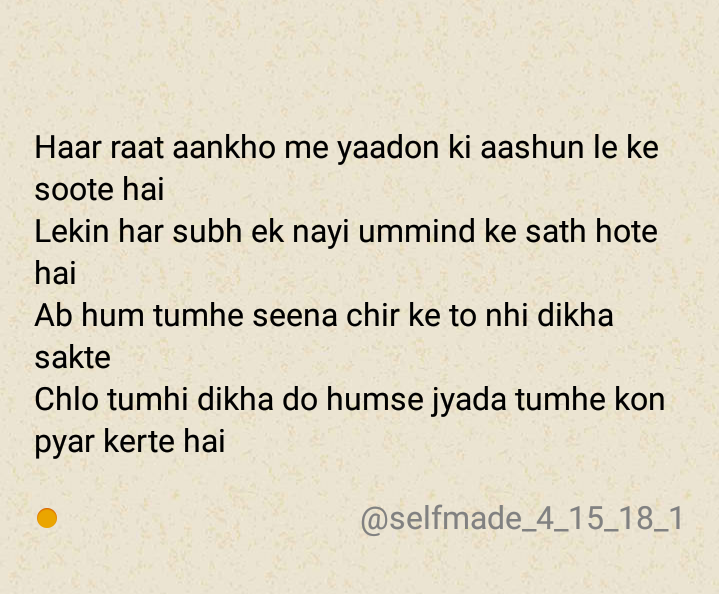 Haar raat aankho me yaadon ki aashun le ke
soote hai
Lekin har subh ek nayi ummind ke sath hote
hai
Ab hum tumhe seena chir ke to nhi dikha
sakte
Chlo tumhi dikha do humse jyada tumhe kon
pyar kerte hai
@selfmade_4_15_18_1